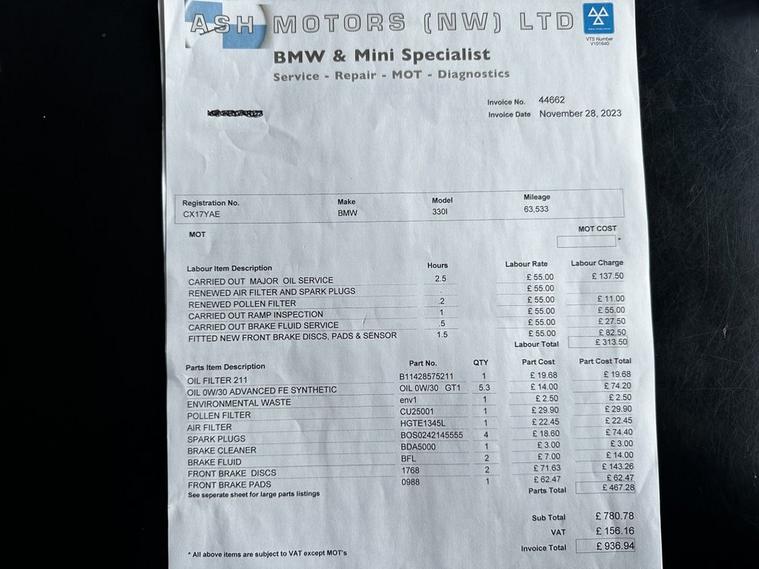 ASH MOTORS (NW) LTD
VTS Number
V101640
BMW & Mini Specialist
Service - Repair - MOT - Diagnostics
Invoice No. 44662
Invoice Date November 28, 2023
Registration No. Make Model Mileage
CX17YAE BMW 330I 63,533
MOT MOT COST
*
Labour Item Description Hours Labour Rate Labour Charge
CARRIED OUT MAJOR OIL SERVICE 2.5 £ 55.00 £ 137.50
RENEWED AIR FILTER AND SPARK PLUGS £ 55.00
RENEWED POLLEN FILTER .2 £ 55.00 £ 11.00
CARRIED OUT RAMP INSPECTION 1 £ 55.00 £ 55.00
CARRIED OUT BRAKE FLUID SERVICE .5 £ 55.00 £ 27.50
FITTED NEW FRONT BRAKE DISCS, PADS & SENSOR 1.5 £ 55.00 £ 82.50
Labour Total £ 313.50
Parts Item Description Part No. QTY Part Cost Part Cost Total
OIL FILTER 211 B11428575211 1 £ 19.68 £ 19.68
OIL 0W/30 ADVANCED FE SYNTHETIC OIL 0W/30 GT1 5.3 £ 14.00 £ 74.20
ENVIRONMENTAL WASTE env1 1 £ 2.50 £ 2.50
POLLEN FILTER CU25001 1 £ 29.90 £ 29.90
AIR FILTER HGTE1345L 1 £ 22.45 £ 22.45
SPARK PLUGS BOS0242145555 4 £ 18.60 £ 74.40
BRAKE CLEANER BDA5000 1 £ 3.00 £ 3.00
BRAKE FLUID BFL 2 £ 7.00 £ 14.00
FRONT BRAKE DISCS 1768 2 £ 71.63 £ 143.26
FRONT BRAKE PADS 0988 1 £ 62.47 £ 62.47
See seperate sheet for large parts listings Parts Total £ 467.28
Sub Total £ 780.78
VAT £ 156.16
* All above items are subject to VAT except MOT's Invoice Total £ 936.94